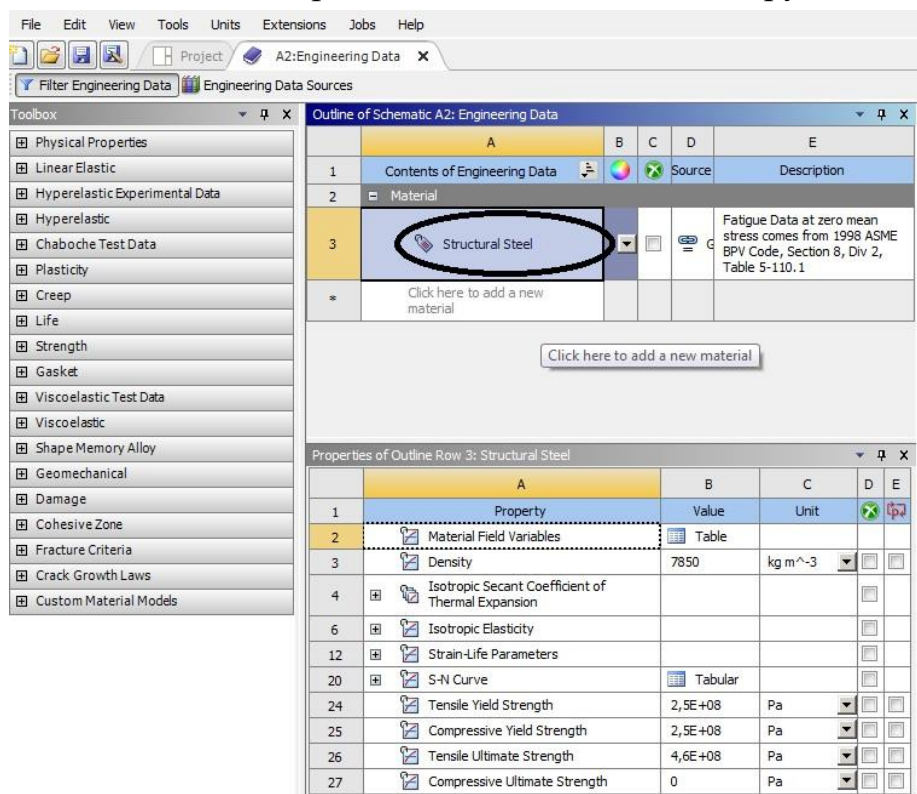 File Edit View Tools Units Extensions Jobs Help
Project A2:Engineering Data
Filter Engineering Data Engineering Data Sources
Toolbox
Physical Properties
Linear Elastic
Hyperelastic Experimental Data
Hyperelastic
Chaboche Test Data
Plasticity
Creep
Life
Strength
Gasket
Viscoelastic Test Data
Viscoelastic
Shape Memory Alloy
Geomechanical
Damage
Cohesive Zone
Fracture Criteria
Crack Growth Laws
Custom Material Models
Outline of Schematic A2: Engineering Data
A B C D E
1 Contents of Engineering Data Source Description
2 Material
3 Structural Steel G
Fatigue Data at zero mean
stress comes from 1998 ASME
BPV Code, Section 8, Div 2,
Table 5-110.1
* Click here to add a new
material
Click here to add a new material
Properties of Outline Row 3: Structural Steel
A B C D E
1 Property Value Unit
2 Material Field Variables Table
3 Density 7850 kg m^-3
4 Isotropic Secant Coefficient of
Thermal Expansion
6 Isotropic Elasticity
12 Strain-Life Parameters
20 S-N Curve Tabular
24 Tensile Yield Strength 2,5E+08 Pa
25 Compressive Yield Strength 2,5E+08 Pa
26 Tensile Ultimate Strength 4,6E+08 Pa
27 Compressive Ultimate Strength 0 Pa